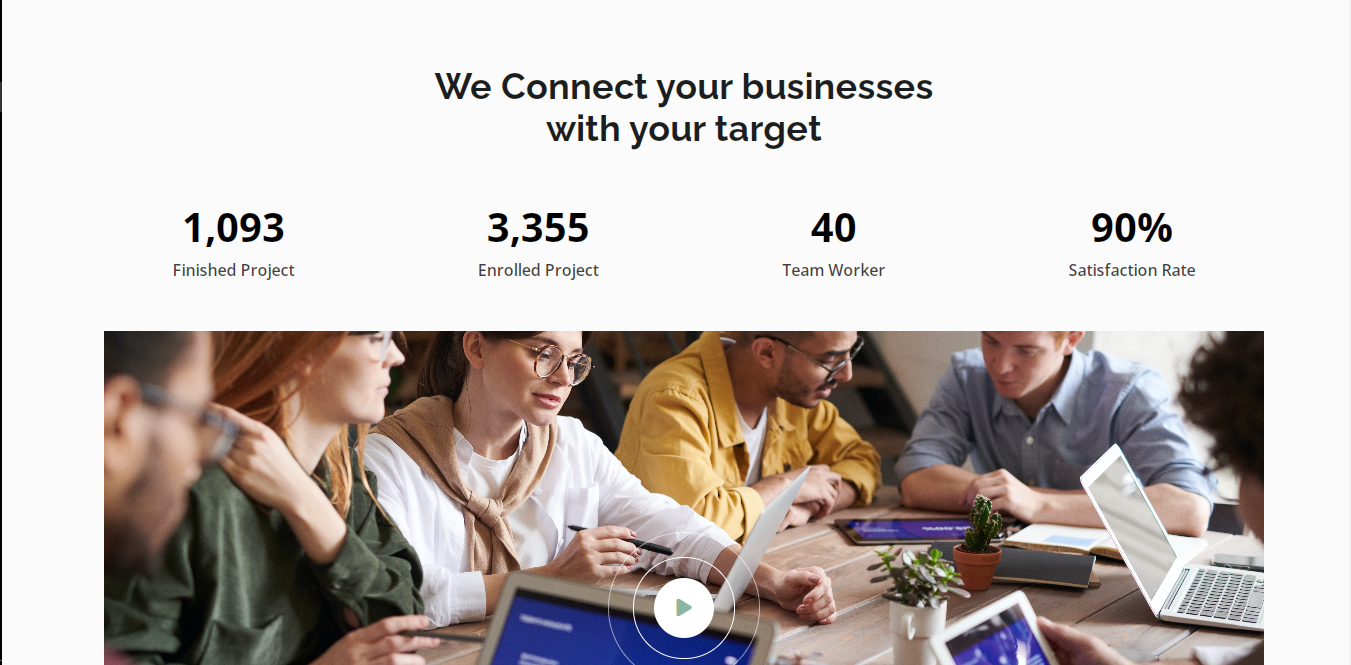 We Connect your businesses
with your target
1,093
3,355
40
90%
Finished Project
Enrolled Project
Team Worker
Satisfaction Rate